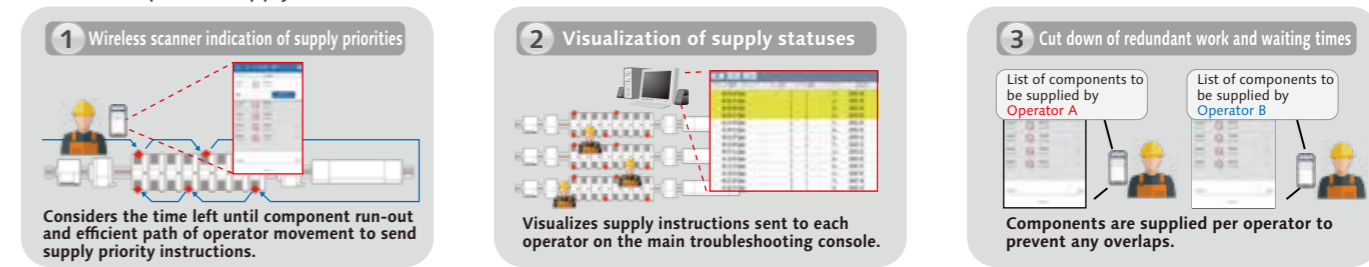 1 Wireless scanner indication of supply priorities
Considers the time left until component run-out
and efficient path of operator movement to send
supply priority instructions.
2 Visualization of supply statuses
Visualizes supply instructions sent to each
operator on the main troubleshooting console.
3 Cut down of redundant work and waiting times
List of components to
be supplied by
Operator A
List of components to
be supplied by
Operator B
Components are supplied per operator to
prevent any overlaps.